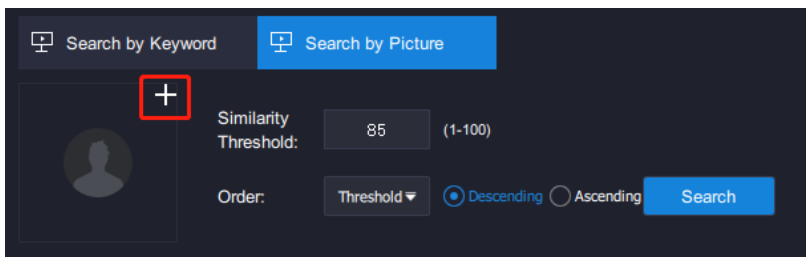 Search by Keyword
Search by Picture
Similarity
Threshold:
85
(1-100)
Order:
Threshold
Descending
Ascending
Search